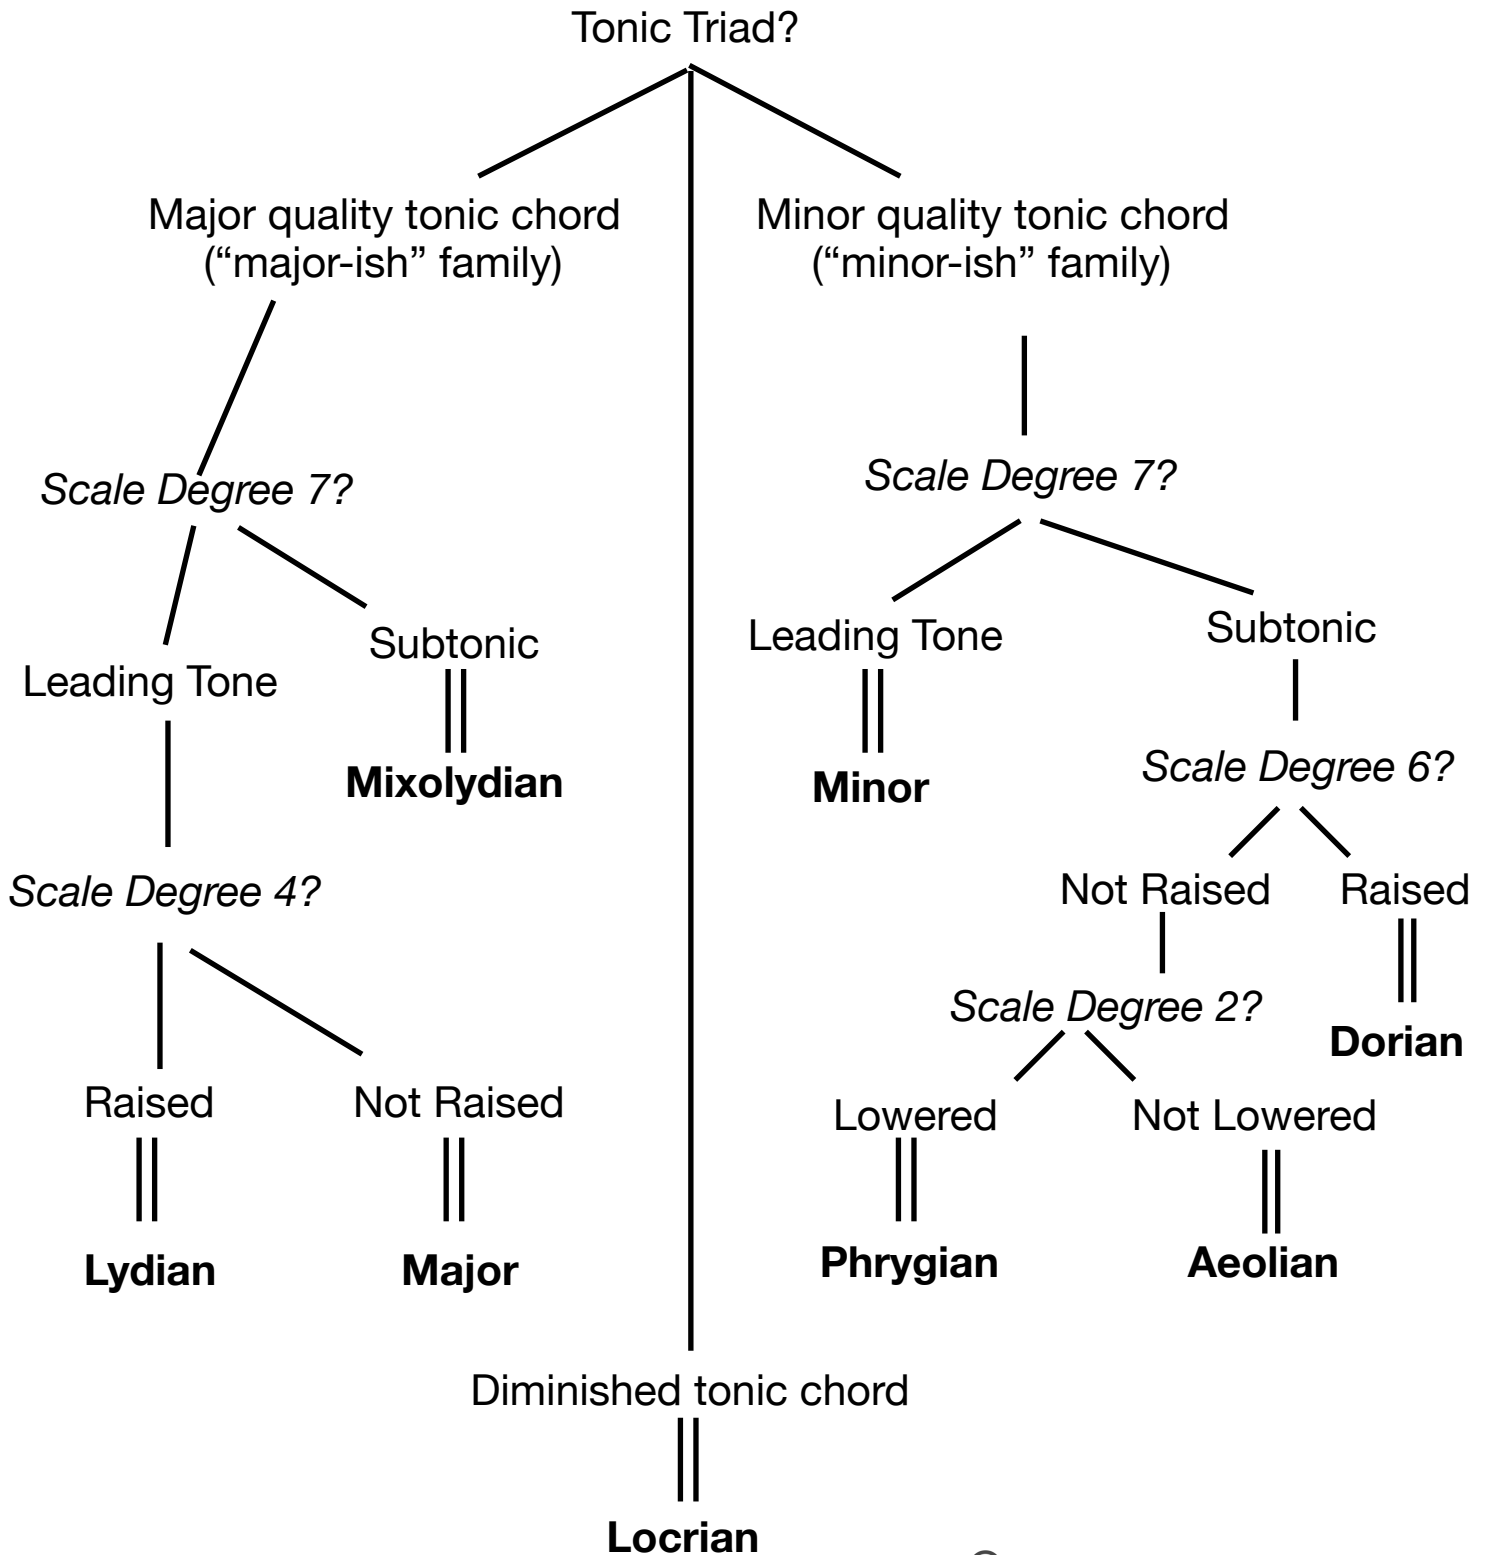 Tonic Triad?
Major quality tonic chord
(“major-ish” family)
Minor quality tonic chord
(“minor-ish” family)
Scale Degree 7?
Scale Degree 7?
Leading Tone
Subtonic
Mixolydian
Leading Tone
Minor
Subtonic
Scale Degree 6?
Scale Degree 4?
Not Raised
Raised
Dorian
Scale Degree 2?
Raised
Not Raised
Lowered
Not Lowered
Lydian
Major
Phrygian
Aeolian
Diminished tonic chord
Locrian